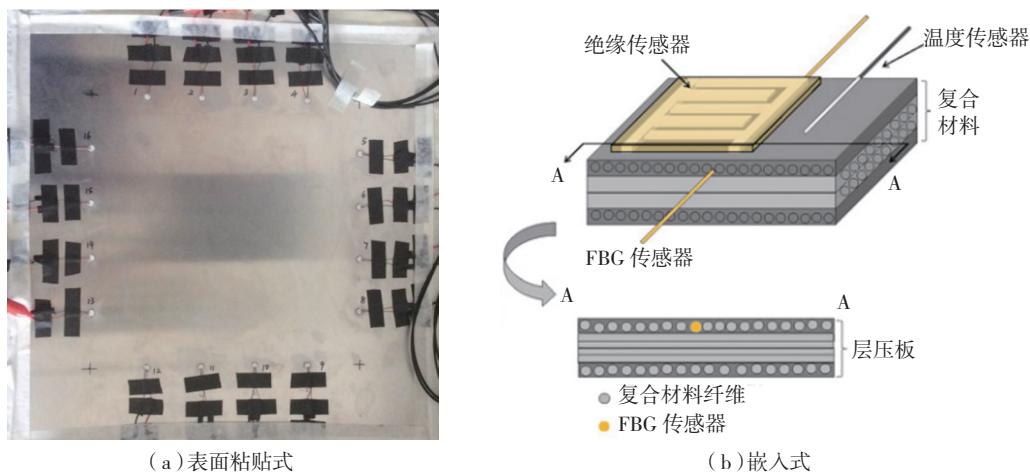 1
2
3
4
5
6
7
8
9
10
11
12
13
14
15
16
(a)表面粘贴式
绝缘传感器
温度传感器
复合
材料
A
A
FBG 传感器
A
A
层压板
复合材料纤维
FBG 传感器
(b)嵌入式